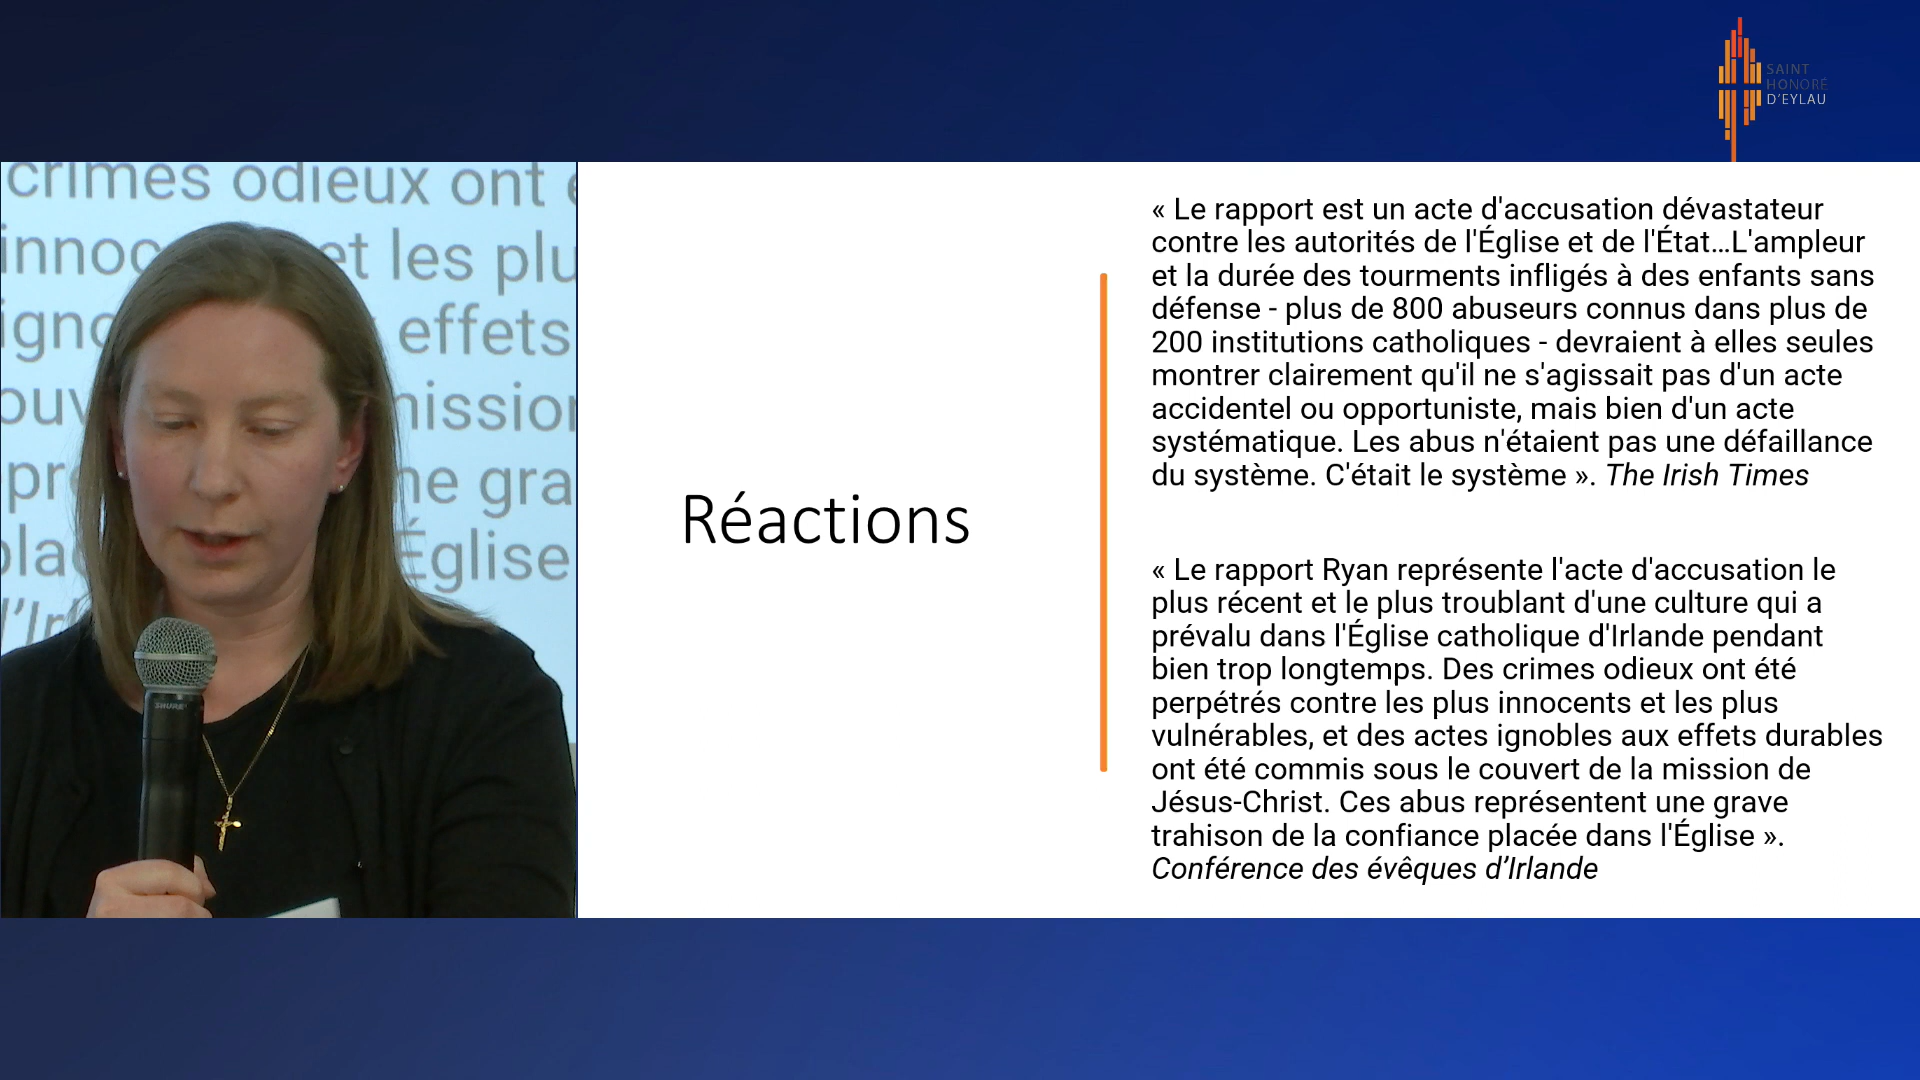 SAINT
HONORÉ
D'EYLAU
crimes odieux ont
et les plu
effets
Église
SHURE
Réactions
« Le rapport est un acte d'accusation dévastateur
contre les autorités de l'Église et de l'État...L'ampleur
et la durée des tourments infligés à des enfants sans
défense - plus de 800 abuseurs connus dans plus de
200 institutions catholiques - devraient à elles seules
montrer clairement qu'il ne s'agissait pas d'un acte
accidentel ou opportuniste, mais bien d'un acte
systématique. Les abus n'étaient pas une défaillance
du système. C'était le système ». The Irish Times
« Le rapport Ryan représente l'acte d'accusation le
plus récent et le plus troublant d'une culture qui a
prévalu dans l'Église catholique d'Irlande pendant
bien trop longtemps. Des crimes odieux ont été
perpétrés contre les plus innocents et les plus
vulnérables, et des actes ignobles aux effets durables
ont été commis sous le couvert de la mission de
Jésus-Christ. Ces abus représentent une grave
trahison de la confiance placée dans l'Église ».
Conférence des évêques d’Irlande